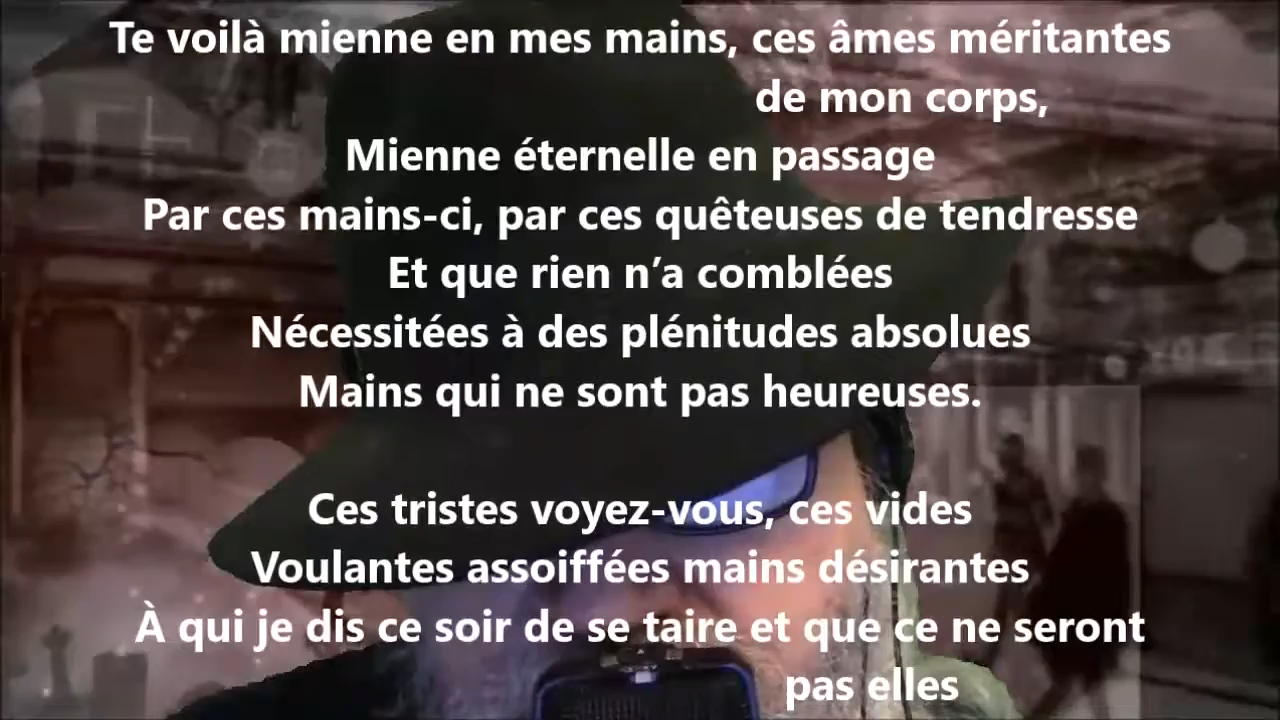 Te voilà mienne en mes mains, ces âmes méritantes
de mon corps,
Mienne éternelle en passage
Par ces mains-ci, par ces quêteuses de tendresse
Et que rien n’a comblées
Nécessitées à des plénitudes absolues
Mains qui ne sont pas heureuses.
Ces tristes voyez-vous, ces vides
Voulantes assoiffées mains désirantes
À qui je dis ce soir de se taire et que ce ne seront
pas elles